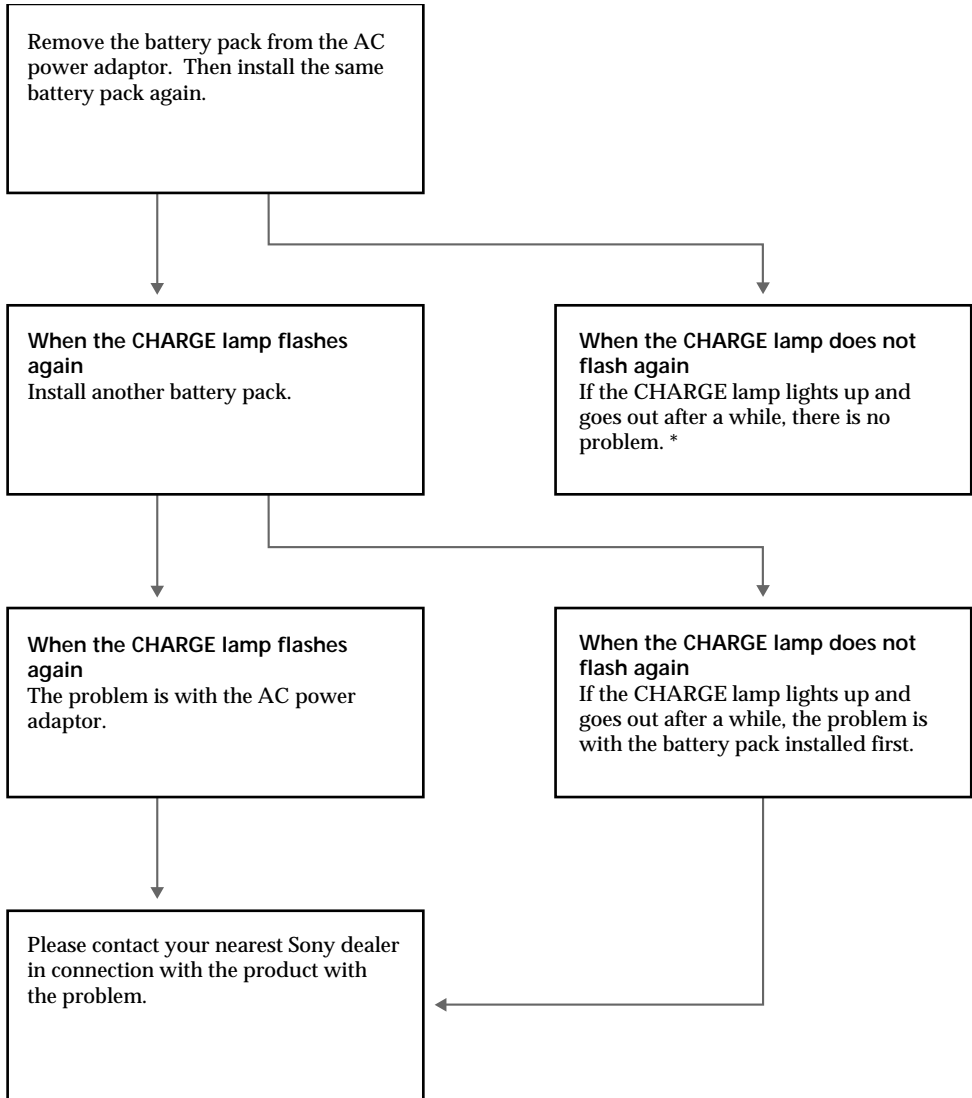 Remove the battery pack from the AC
power adaptor. Then install the same
battery pack again.
When the CHARGE lamp flashes
again
Install another battery pack.
When the CHARGE lamp does not
flash again
If the CHARGE lamp lights up and
goes out after a while, there is no
problem. *
When the CHARGE lamp flashes
again
The problem is with the AC power
adaptor.
When the CHARGE lamp does not
flash again
If the CHARGE lamp lights up and
goes out after a while, the problem is
with the battery pack installed first.
Please contact your nearest Sony dealer
in connection with the product with
the problem.